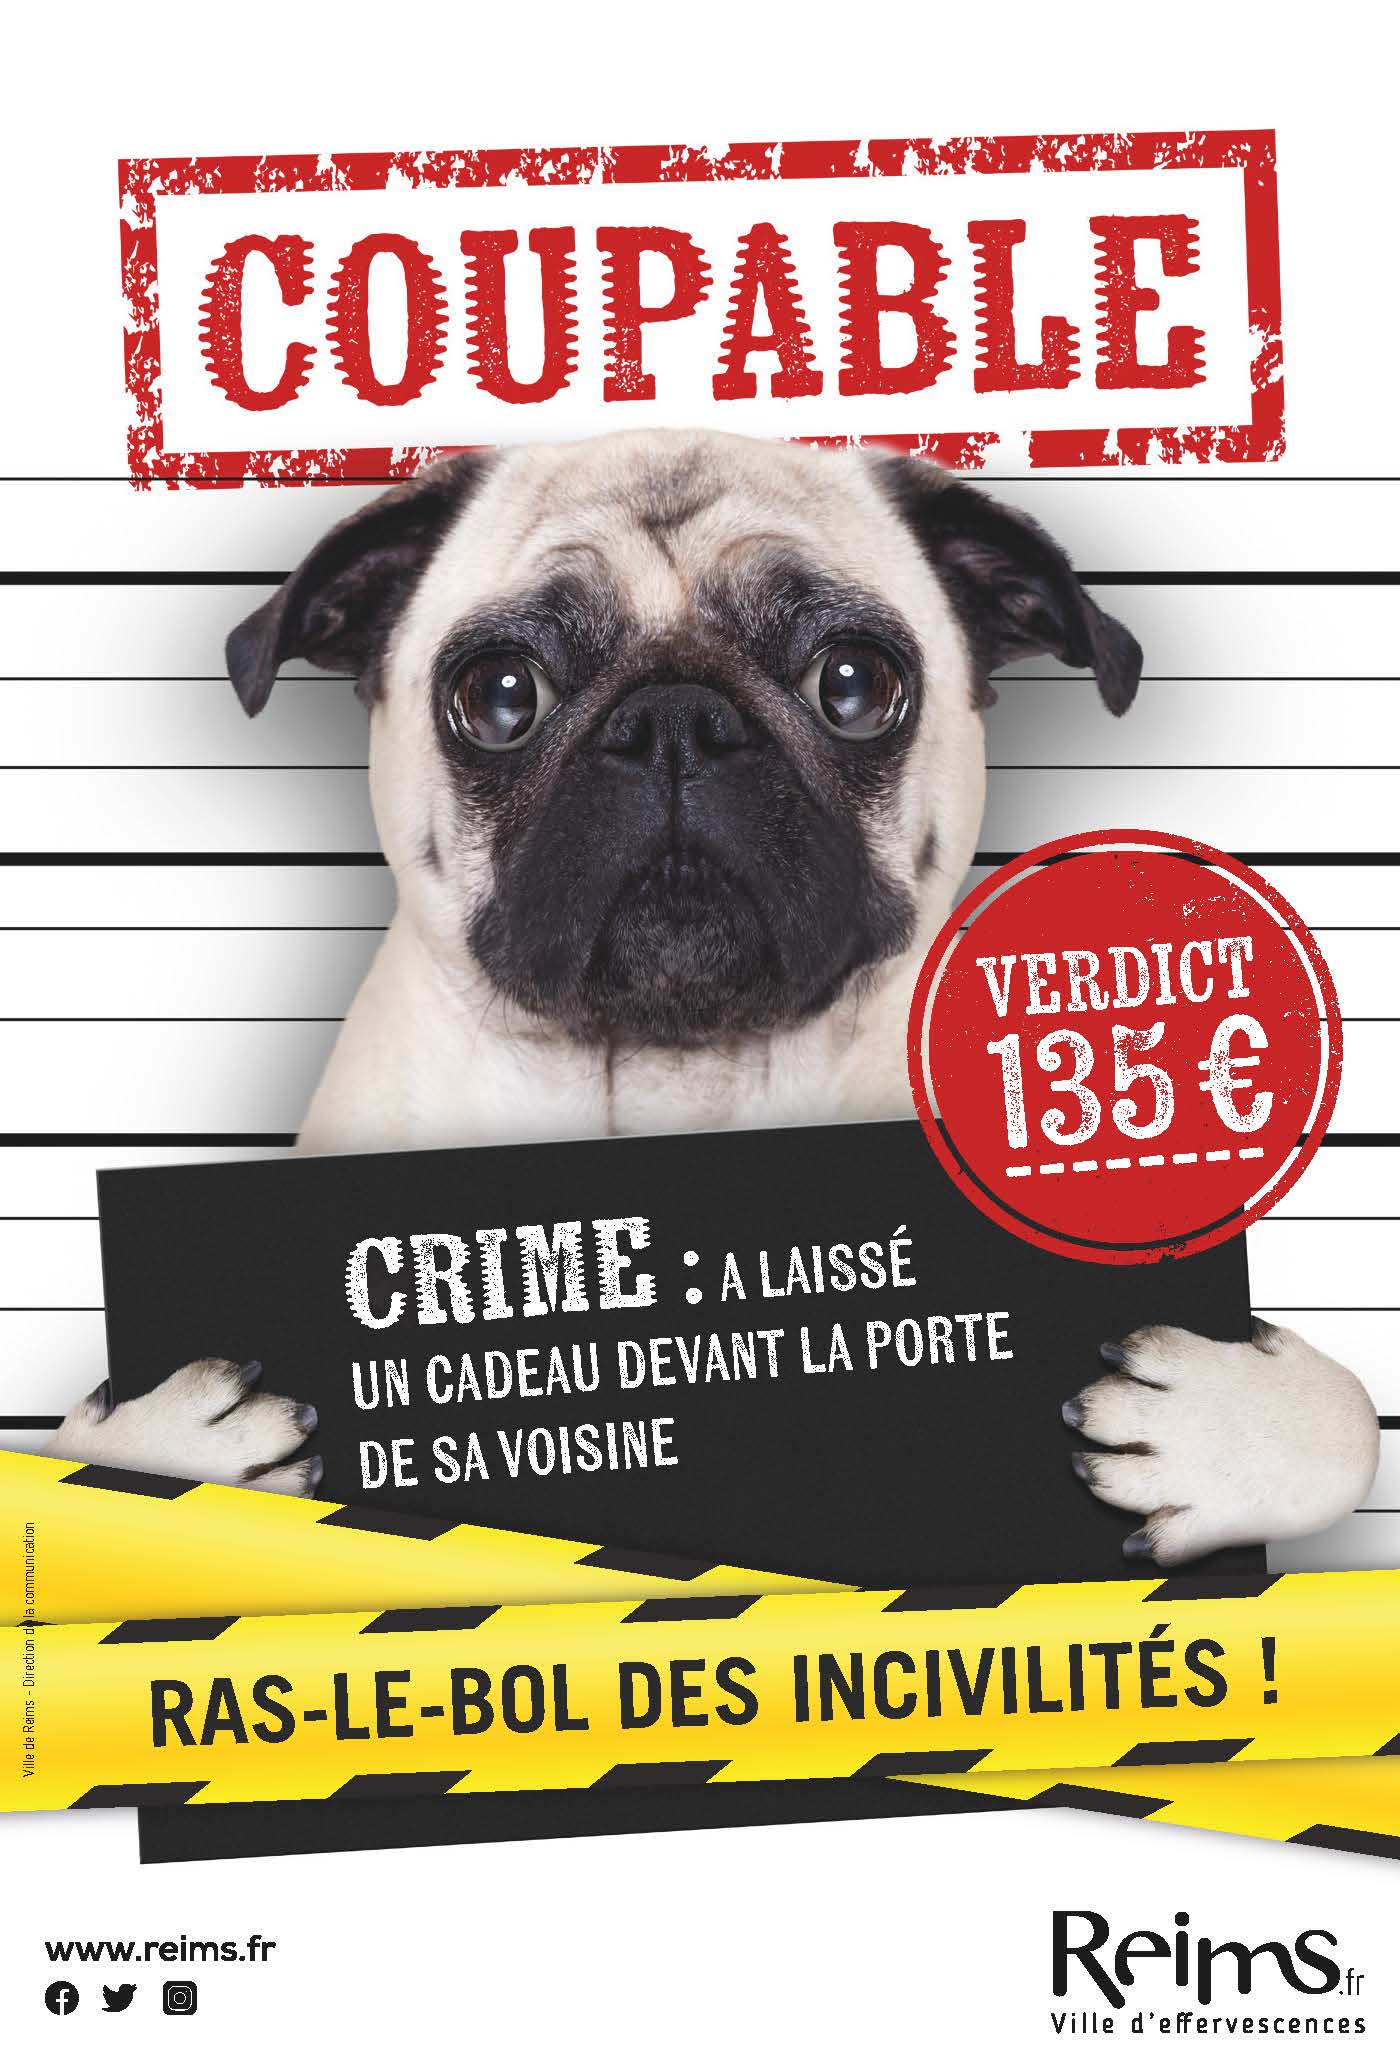 COUPABLE
VERDICT
135 €
CRIME : A LAISSÉ
UN CADEAU DEVANT LA PORTE
DE SA VOISINE
RAS-LE-BOL DES INCIVILITÉS !
Ville de Reims - Direction de la communication
www.reims.fr
Reims.fr
Ville d'effervescences